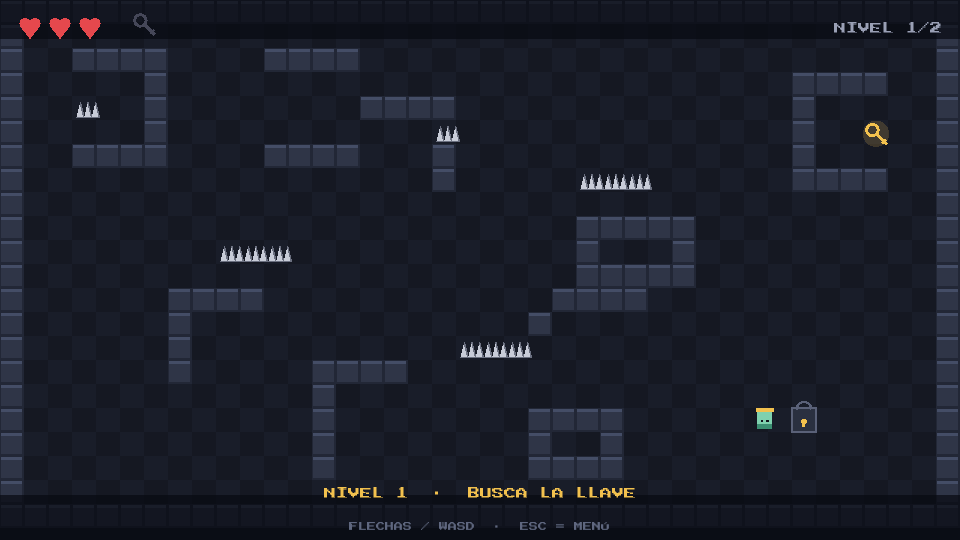 NIVEL 1/2
NIVEL 1 · BUSCA LA LLAVE
FLECHAS / WASD · ESC = MENÚ